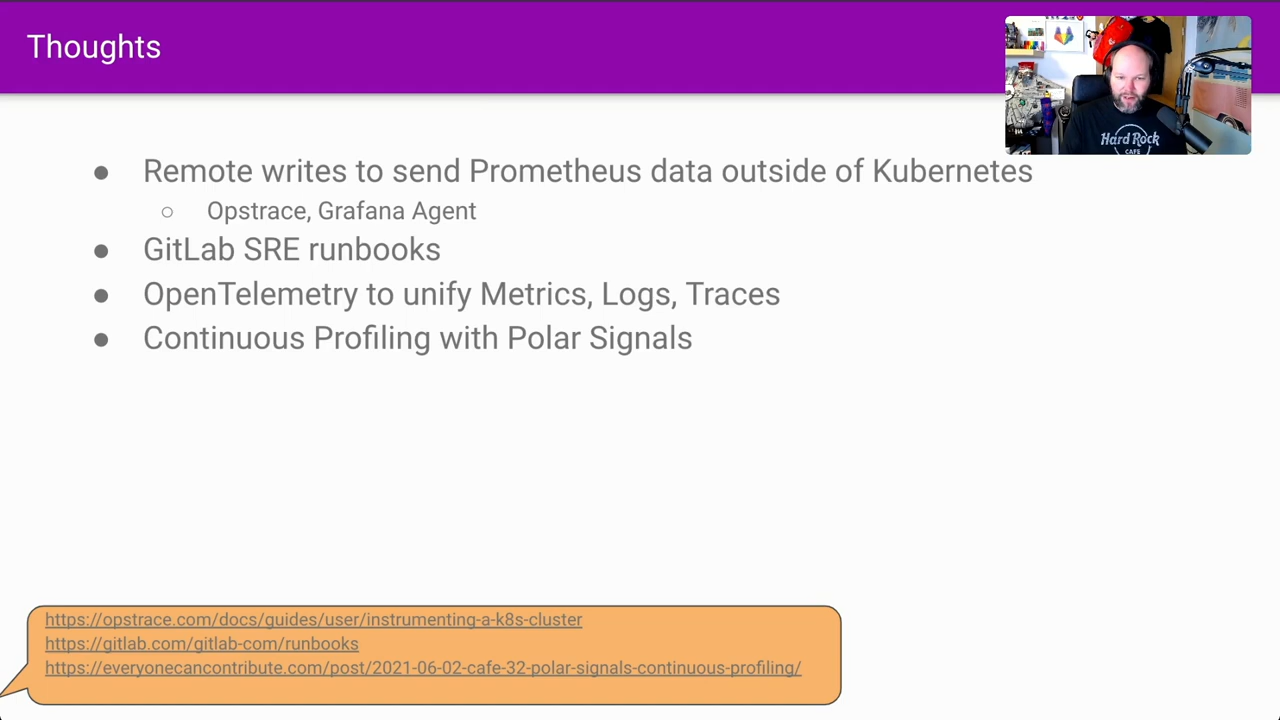 Thoughts
Hard Rock
CAFE
● Remote writes to send Prometheus data outside of Kubernetes
○ Opstrace, Grafana Agent
● GitLab SRE runbooks
● OpenTelemetry to unify Metrics, Logs, Traces
● Continuous Profiling with Polar Signals
https://opstrace.com/docs/guides/user/instrumenting-a-k8s-cluster
https://gitlab.com/gitlab-com/runbooks
https://everyonecancontribute.com/post/2021-06-02-cafe-32-polar-signals-continuous-profiling/